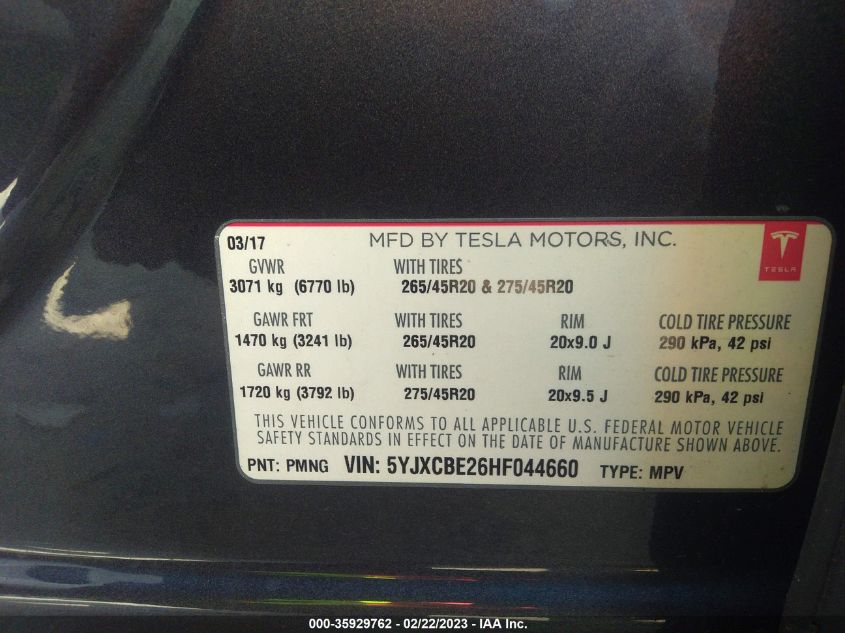 03/17 MFD BY TESLA MOTORS, INC.
TESLA
GVWR WITH TIRES
3071 kg (6770 lb) 265/45R20 & 275/45R20
GAWR FRT WITH TIRES RIM COLD TIRE PRESSURE
1470 kg (3241 lb) 265/45R20 20x9.0 J 290 kPa, 42 psi
GAWR RR WITH TIRES RIM COLD TIRE PRESSURE
1720 kg (3792 lb) 275/45R20 20x9.5 J 290 kPa, 42 psi
THIS VEHICLE CONFORMS TO ALL APPLICABLE U.S. FEDERAL MOTOR VEHICLE
SAFETY STANDARDS IN EFFECT ON THE DATE OF MANUFACTURE SHOWN ABOVE.
PNT: PMNG VIN: 5YJXCBE26HF044660 TYPE: MPV
000-35929762 - 02/22/2023 - IAA Inc.